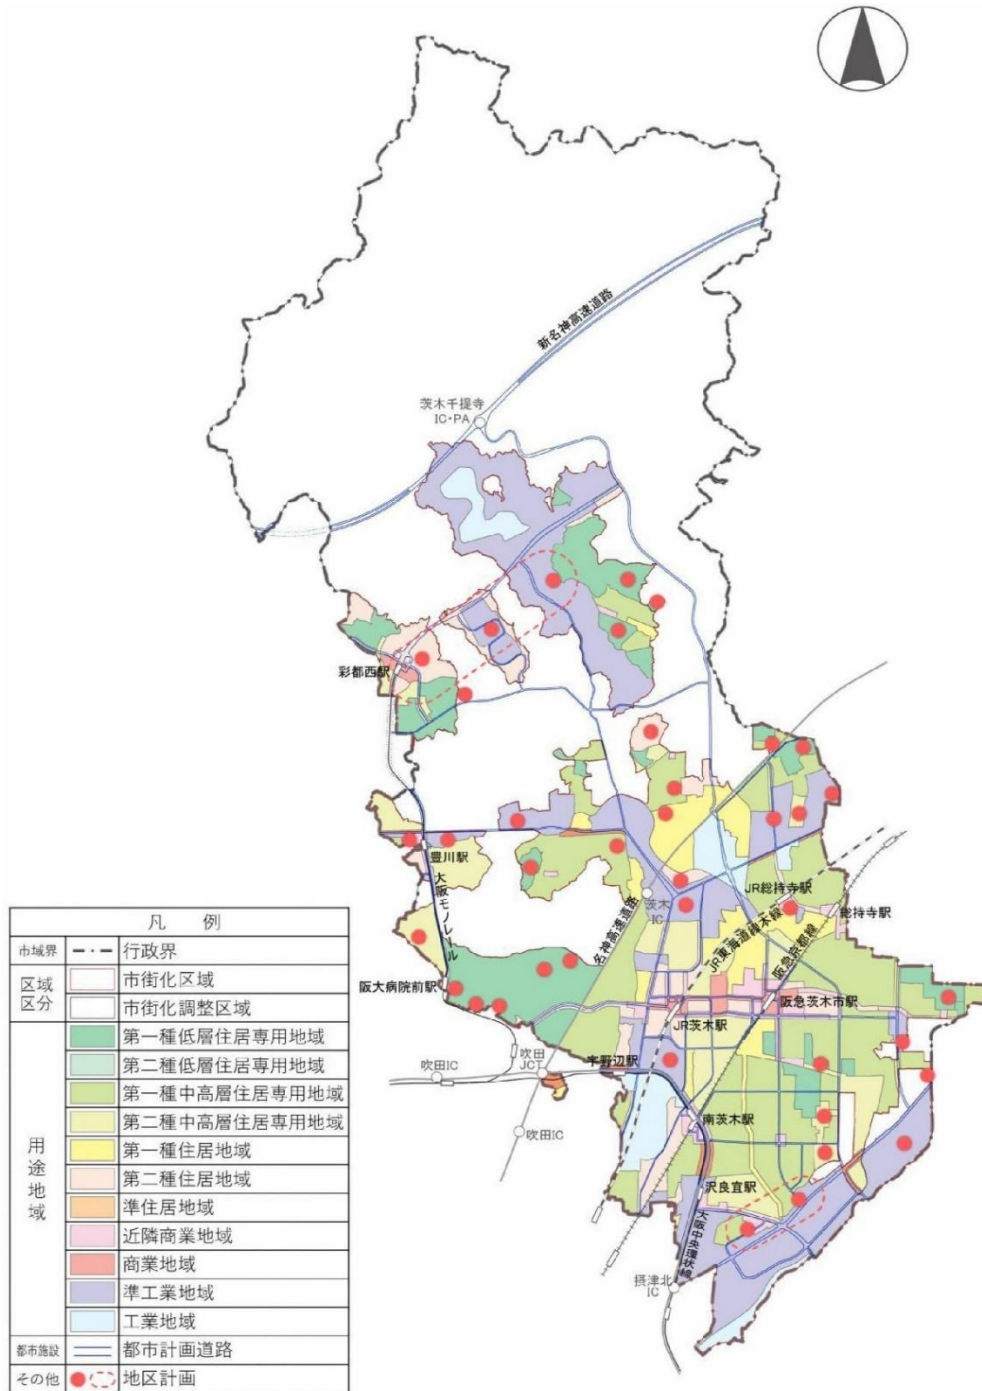 新名神高速道路
茨木千提寺
IC・PA
彩都西駅
豊川駅
大阪モノレール
茨木
IC
名神高速道路
JR総持寺駅
総持寺駅
JR東海道線本線
阪急京都線
阪大病院前駅
阪急茨木市駅
JR茨木駅
宇野辺駅
吹田
JCT
吹田IC
吹田IC
南茨木駅
沢良宜駅
大阪中央環状線
摂津北
IC
凡 例
市域界 行政界
区域
区分
市街化区域
市街化調整区域
用途地域
第一種低層住居専用地域
第二種低層住居専用地域
第一種中高層住居専用地域
第二種中高層住居専用地域
第一種住居地域
第二種住居地域
準住居地域
近隣商業地域
商業地域
準工業地域
工業地域
都市施設 都市計画道路
その他 地区計画